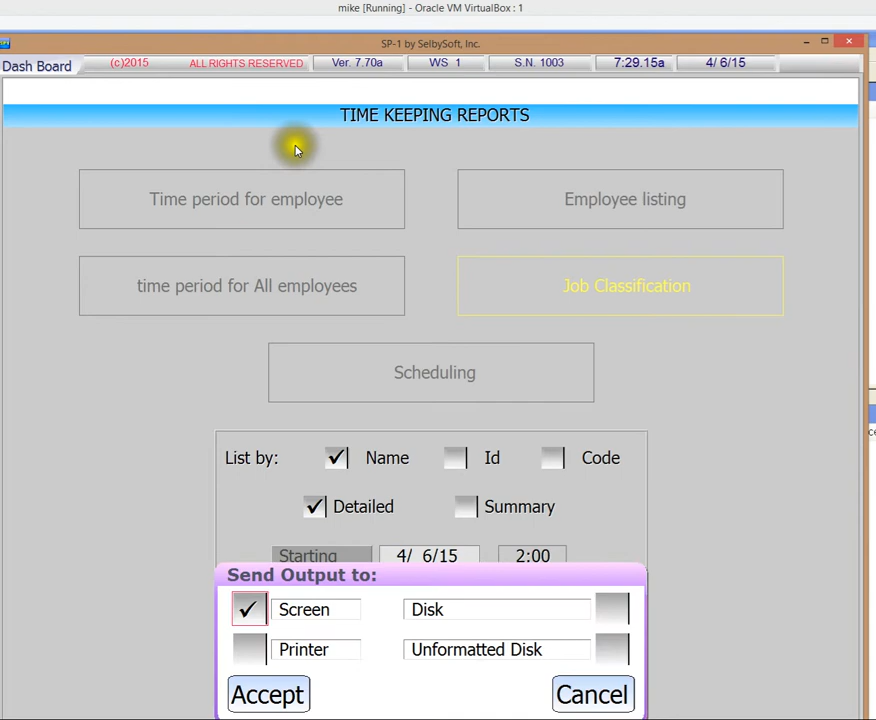 mike [Running] - Oracle VM VirtualBox : 1
SP-1 by SelbySoft, Inc.
Dash Board (c)2015 ALL RIGHTS RESERVED Ver. 7.70a WS 1 S.N. 1003 7:29.15a 4/ 6/15
TIME KEEPING REPORTS
Time period for employee Employee listing
time period for All employees Job Classification
Scheduling
List by: Name Id Code
Detailed Summary
Starting 4/ 6/15 2:00
Send Output to:
Screen Disk
Printer Unformatted Disk
Accept Cancel